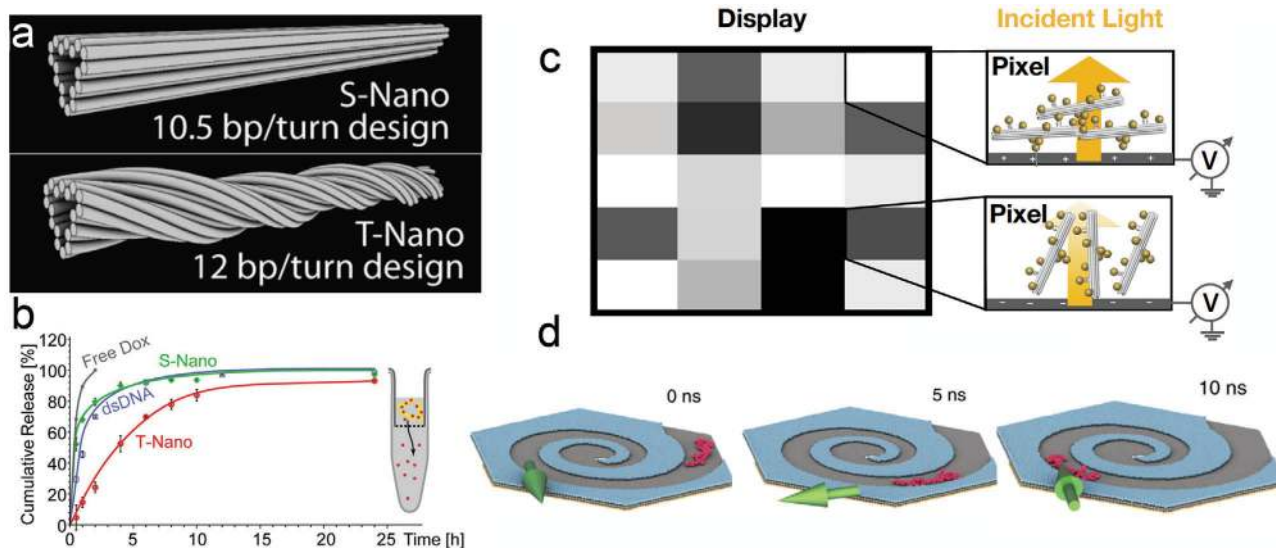 a
S-Nano
10.5 bp/turn design
T-Nano
12 bp/turn design
b
Cumulative Release [%]
120
100
80
60
40
20
0
Free Dox
S-Nano
dsDNA
T-Nano
0 5 10 15 20 25 Time [h]
c
Display
Incident Light
Pixel
+ + + + +
V
Pixel
– – – – –
V
d
0 ns
5 ns
10 ns